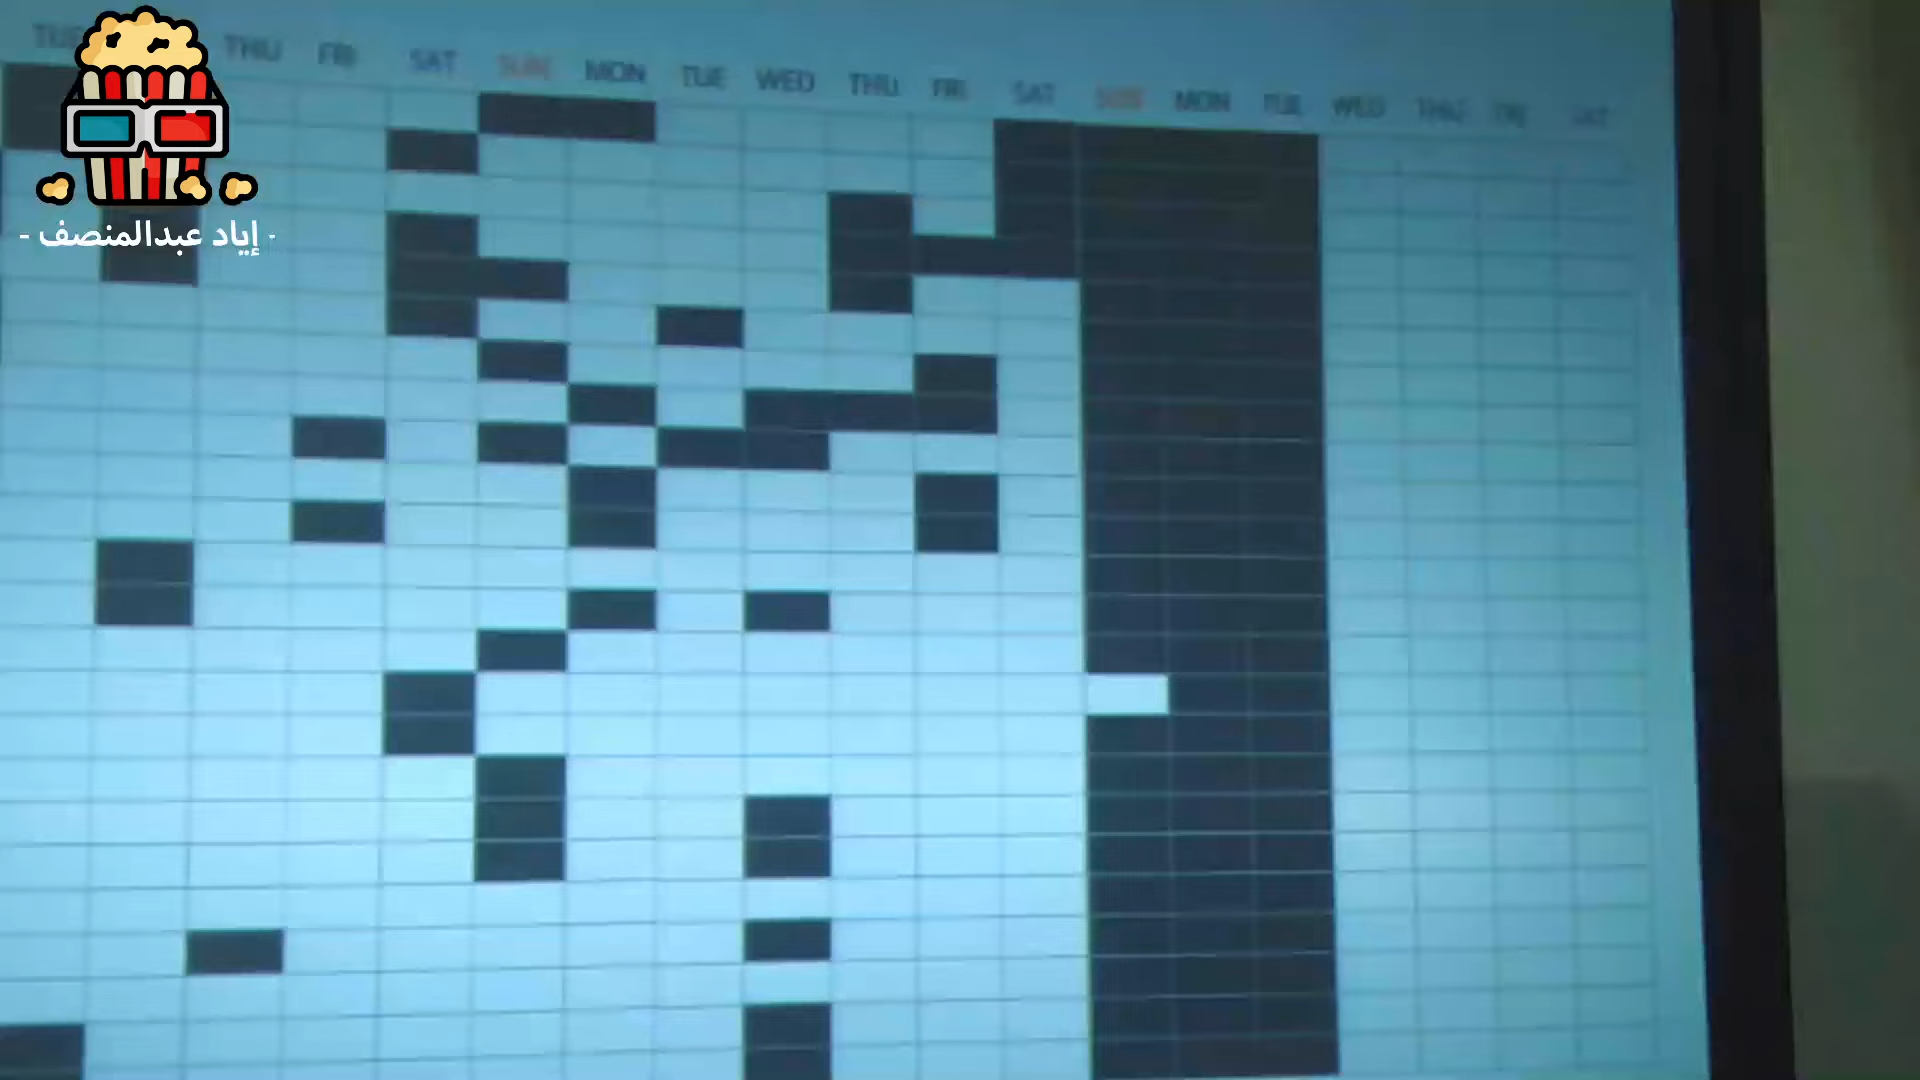 TUE THU FRI SAT SUN MON TUE WED THU FRI SAT SUN MON TUE WED THU FRI SAT
- إياد عبدالمنصف -